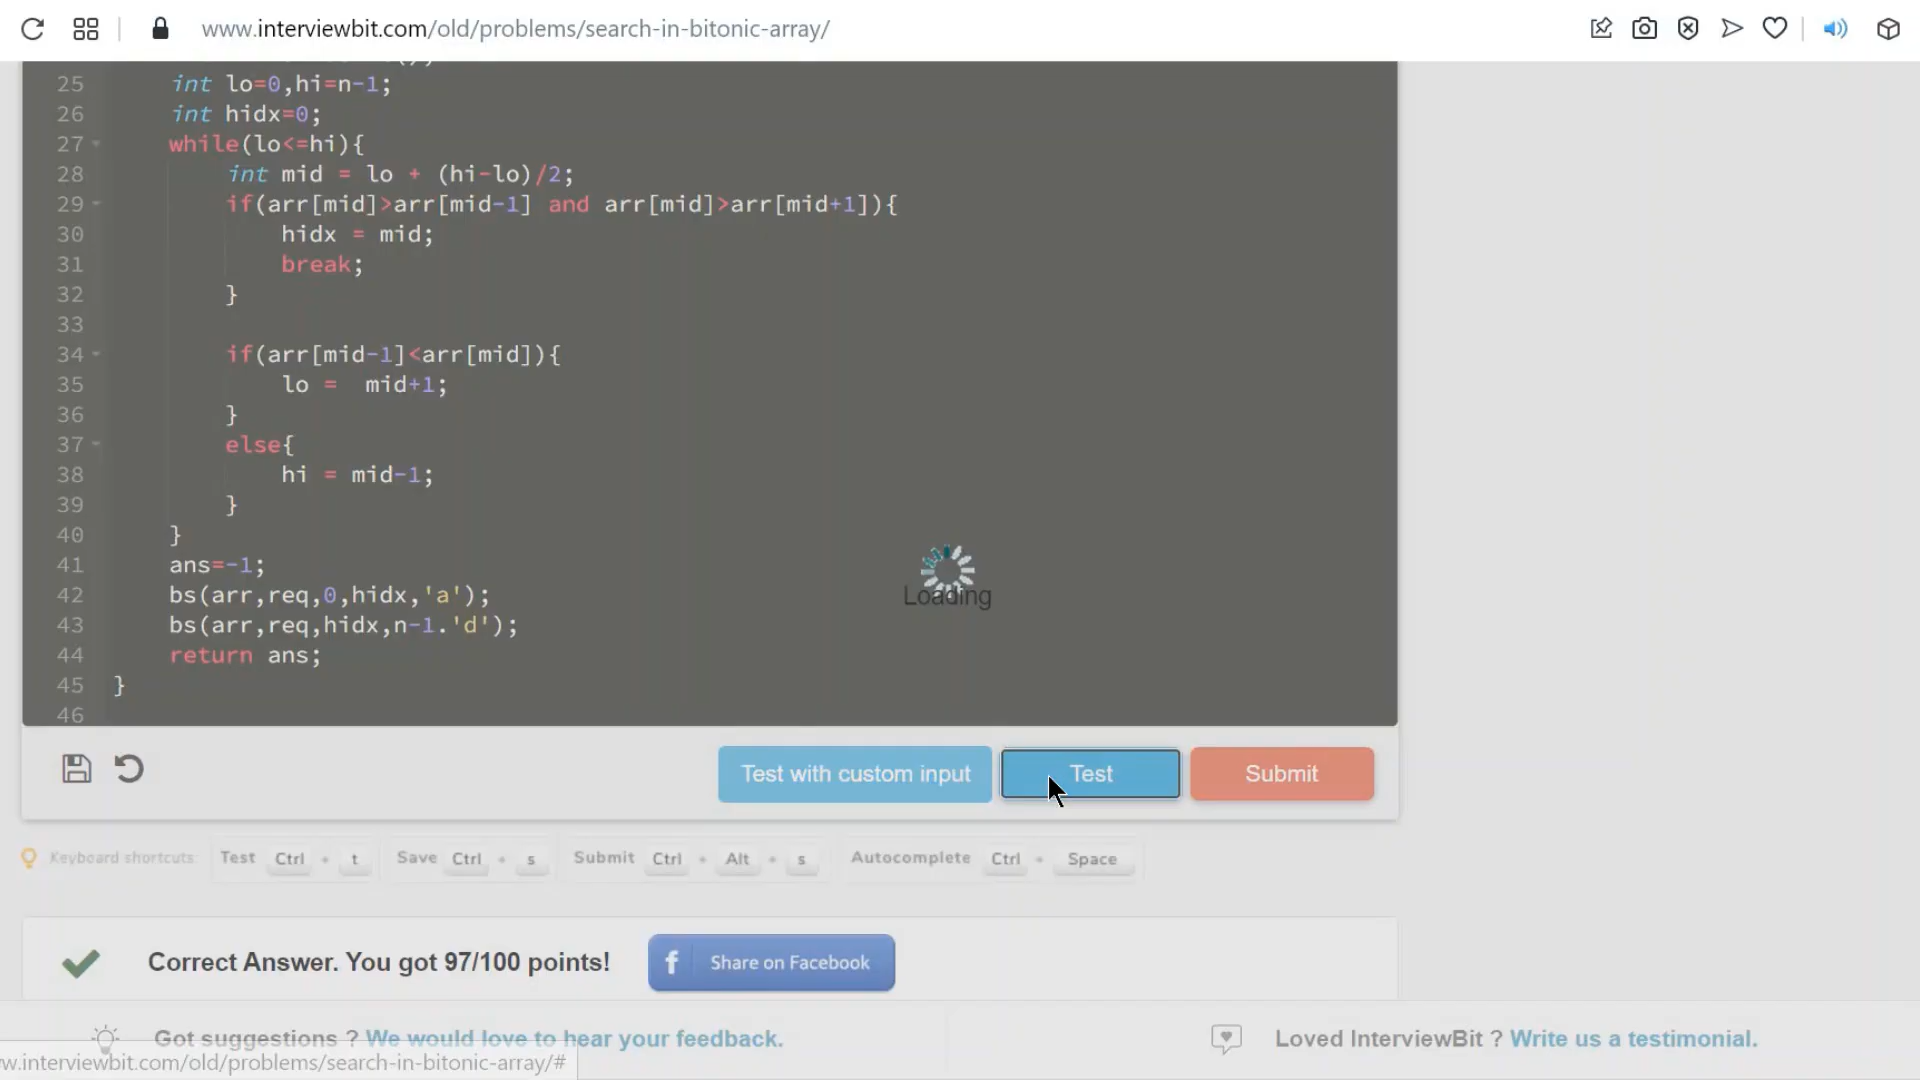 www.interviewbit.com/old/problems/search-in-bitonic-array/
25 int lo=0,hi=n-1;
26 int hidx=0;
27 while(lo<=hi){
28 int mid = lo + (hi-lo)/2;
29 if(arr[mid]>arr[mid-1] and arr[mid]>arr[mid+1]){
30 hidx = mid;
31 break;
32 }
33
34 if(arr[mid-1]<arr[mid]){
35 lo =  mid+1;
36 }
37 else{
38 hi = mid-1;
39 }
40 }
41 ans=-1;
42 bs(arr,req,0,hidx,'a');
43 bs(arr,req,hidx,n-1.'d');
44 return ans;
45 }
46
Loading
Test with custom input Test Submit
Keyboard shortcuts: Test Ctrl + t Save Ctrl + s Submit Ctrl + Alt + s Autocomplete Ctrl + Space
Correct Answer. You got 97/100 points! f Share on Facebook
Got suggestions ? We would love to hear your feedback. Loved InterviewBit ? Write us a testimonial.
w.interviewbit.com/old/problems/search-in-bitonic-array/#